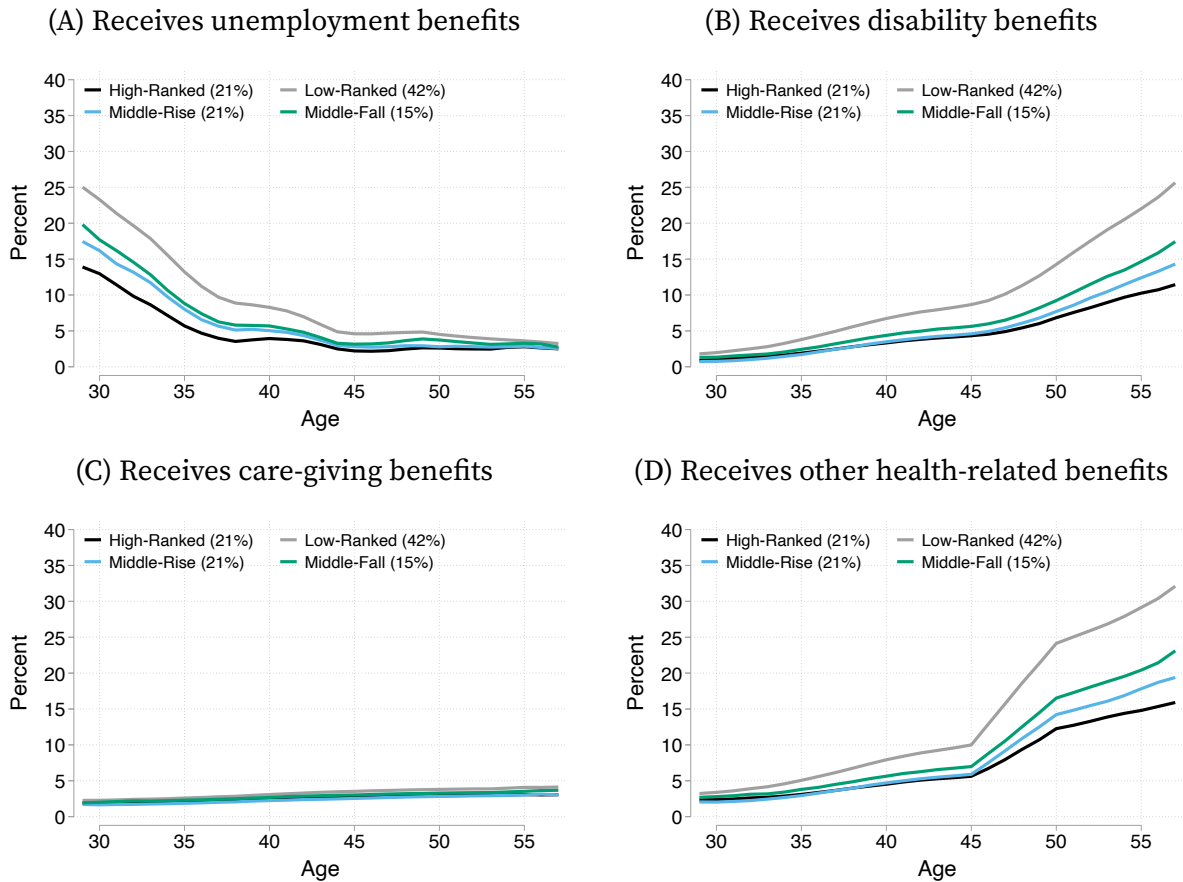 (A) Receives unemployment benefits
40
35
30
25
20
15
10
5
0
Percent
High-Ranked (21%) Low-Ranked (42%)
Middle-Rise (21%) Middle-Fall (15%)
30 35 40 45 50 55
Age
(B) Receives disability benefits
40
35
30
25
20
15
10
5
0
Percent
High-Ranked (21%) Low-Ranked (42%)
Middle-Rise (21%) Middle-Fall (15%)
30 35 40 45 50 55
Age
(C) Receives care-giving benefits
40
35
30
25
20
15
10
5
0
Percent
High-Ranked (21%) Low-Ranked (42%)
Middle-Rise (21%) Middle-Fall (15%)
30 35 40 45 50 55
Age
(D) Receives other health-related benefits
40
35
30
25
20
15
10
5
0
Percent
High-Ranked (21%) Low-Ranked (42%)
Middle-Rise (21%) Middle-Fall (15%)
30 35 40 45 50 55
Age